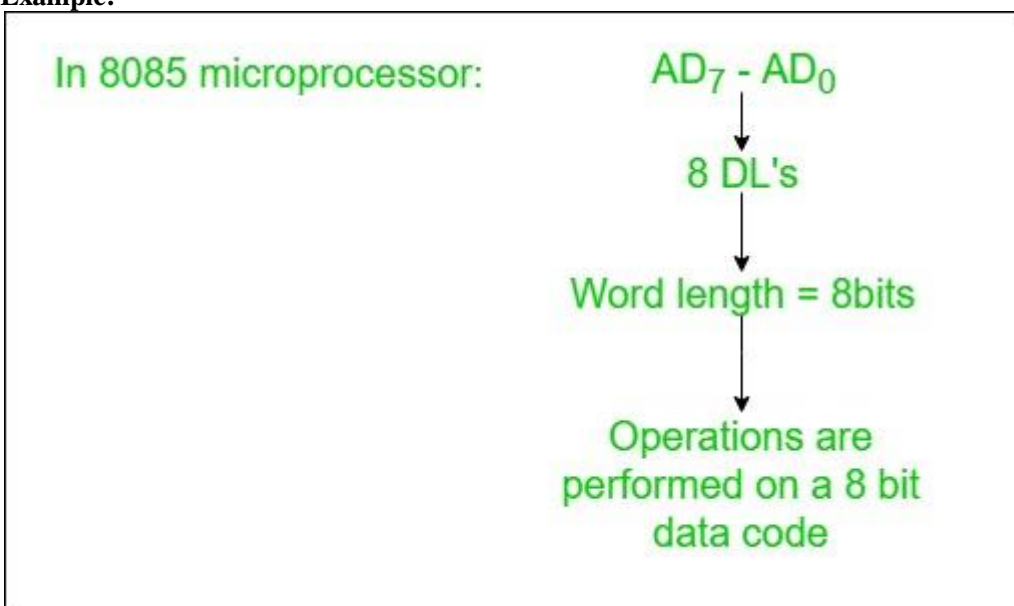 Example:
In 8085 microprocessor:
AD₇ - AD₀
8 DL's
Word length = 8bits
Operations are
performed on a 8 bit
data code